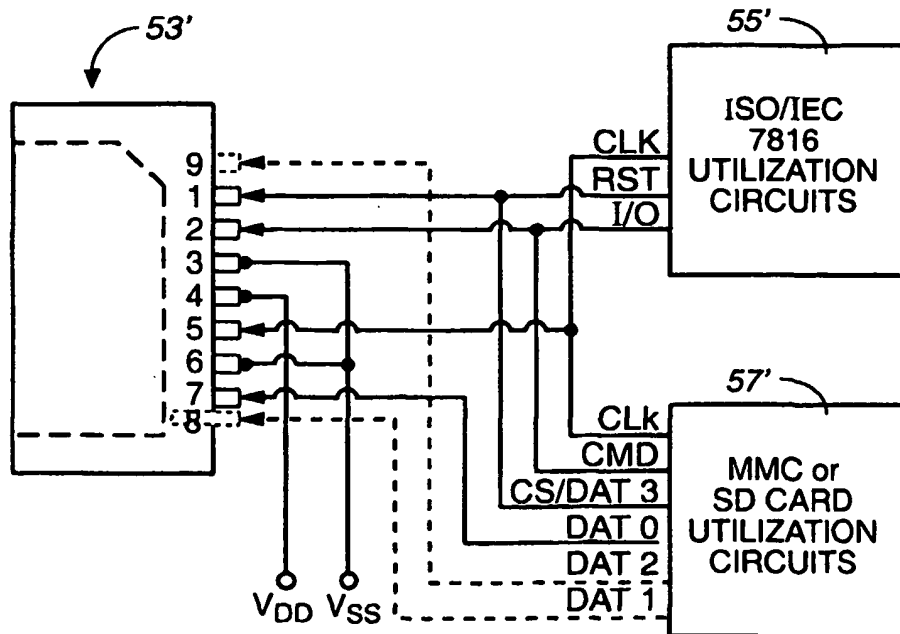 53'
55'
ISO/IEC
7816
UTILIZATION
CIRCUITS
CLK
RST
I/O
9
1
2
3
4
5
6
7
8
57'
CLk
CMD
CS/DAT 3
DAT 0
DAT 2
DAT 1
MMC or
SD CARD
UTILIZATION
CIRCUITS
VDD
VSS